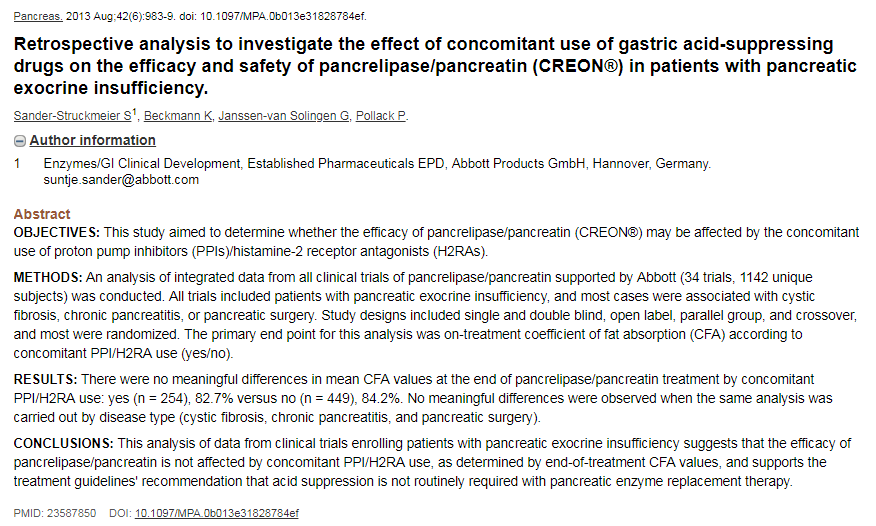 Pancreas. 2013 Aug;42(6):983-9. doi: 10.1097/MPA.0b013e31828784ef.
Retrospective analysis to investigate the effect of concomitant use of gastric acid-suppressing
drugs on the efficacy and safety of pancrelipase/pancreatin (CREON®) in patients with pancreatic
exocrine insufficiency.
Sander-Struckmeier S1, Beckmann K, Janssen-van Solingen G, Pollack P.
Author information
1 Enzymes/GI Clinical Development, Established Pharmaceuticals EPD, Abbott Products GmbH, Hannover, Germany.
suntje.sander@abbott.com
Abstract
OBJECTIVES: This study aimed to determine whether the efficacy of pancrelipase/pancreatin (CREON®) may be affected by the concomitant
use of proton pump inhibitors (PPIs)/histamine-2 receptor antagonists (H2RAs).
METHODS: An analysis of integrated data from all clinical trials of pancrelipase/pancreatin supported by Abbott (34 trials, 1142 unique
subjects) was conducted. All trials included patients with pancreatic exocrine insufficiency, and most cases were associated with cystic
fibrosis, chronic pancreatitis, or pancreatic surgery. Study designs included single and double blind, open label, parallel group, and crossover,
and most were randomized. The primary end point for this analysis was on-treatment coefficient of fat absorption (CFA) according to
concomitant PPI/H2RA use (yes/no).
RESULTS: There were no meaningful differences in mean CFA values at the end of pancrelipase/pancreatin treatment by concomitant
PPI/H2RA use: yes (n = 254), 82.7% versus no (n = 449), 84.2%. No meaningful differences were observed when the same analysis was
carried out by disease type (cystic fibrosis, chronic pancreatitis, and pancreatic surgery).
CONCLUSIONS: This analysis of data from clinical trials enrolling patients with pancreatic exocrine insufficiency suggests that the efficacy of
pancrelipase/pancreatin is not affected by concomitant PPI/H2RA use, as determined by end-of-treatment CFA values, and supports the
treatment guidelines' recommendation that acid suppression is not routinely required with pancreatic enzyme replacement therapy.
PMID: 23587850 DOI: 10.1097/MPA.0b013e31828784ef